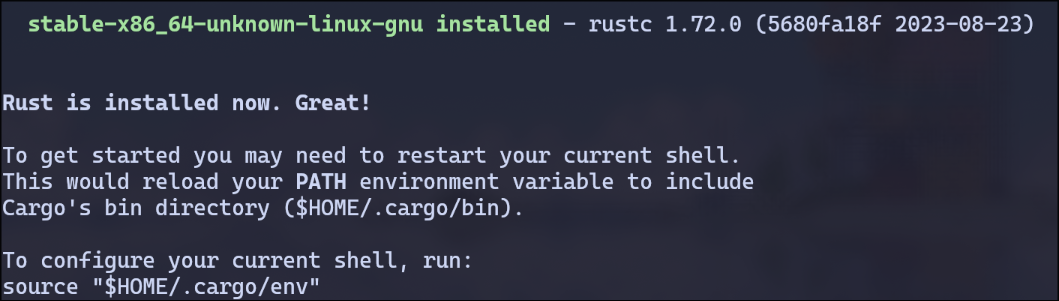 stable-x86_64-unknown-linux-gnu installed - rustc 1.72.0 (5680fa18f 2023-08-23)
Rust is installed now. Great!
To get started you may need to restart your current shell.
This would reload your PATH environment variable to include
Cargo's bin directory ($HOME/.cargo/bin).
To configure your current shell, run:
source "$HOME/.cargo/env"